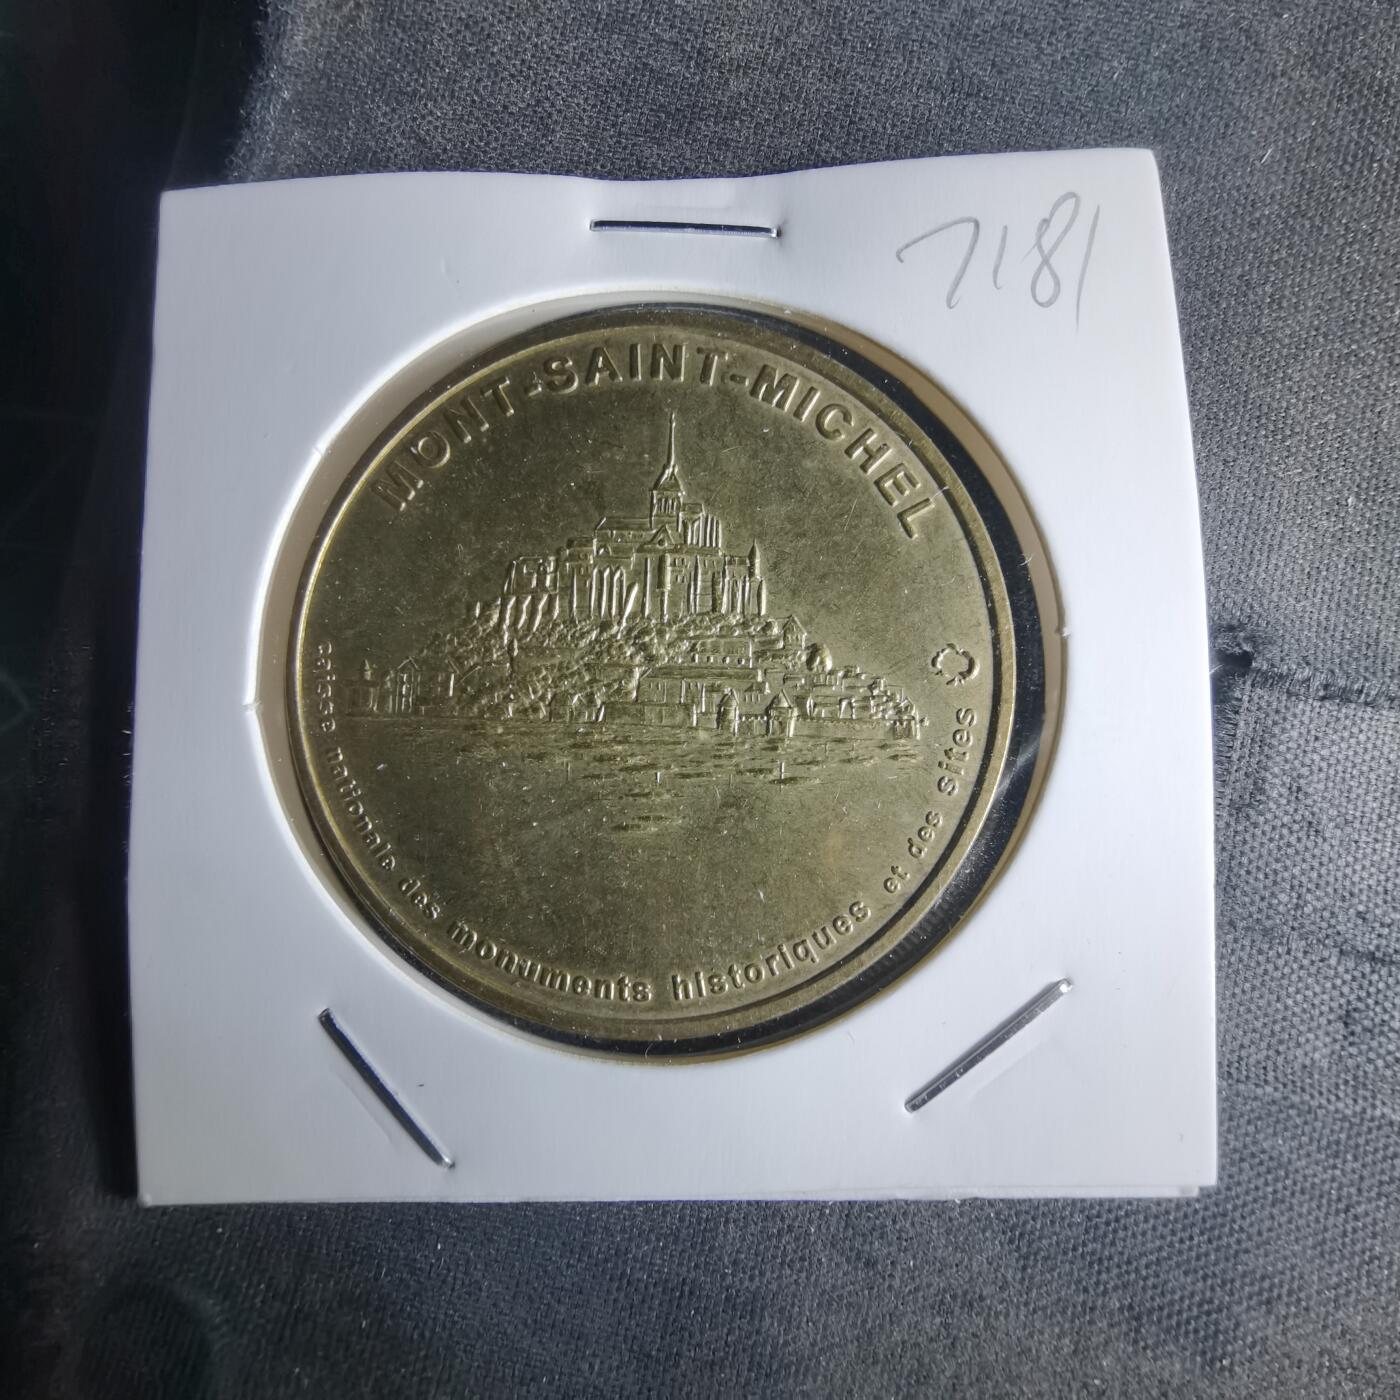 7181
MONT-SAINT-MICHEL
caisse nationale des monuments historiques et des sites